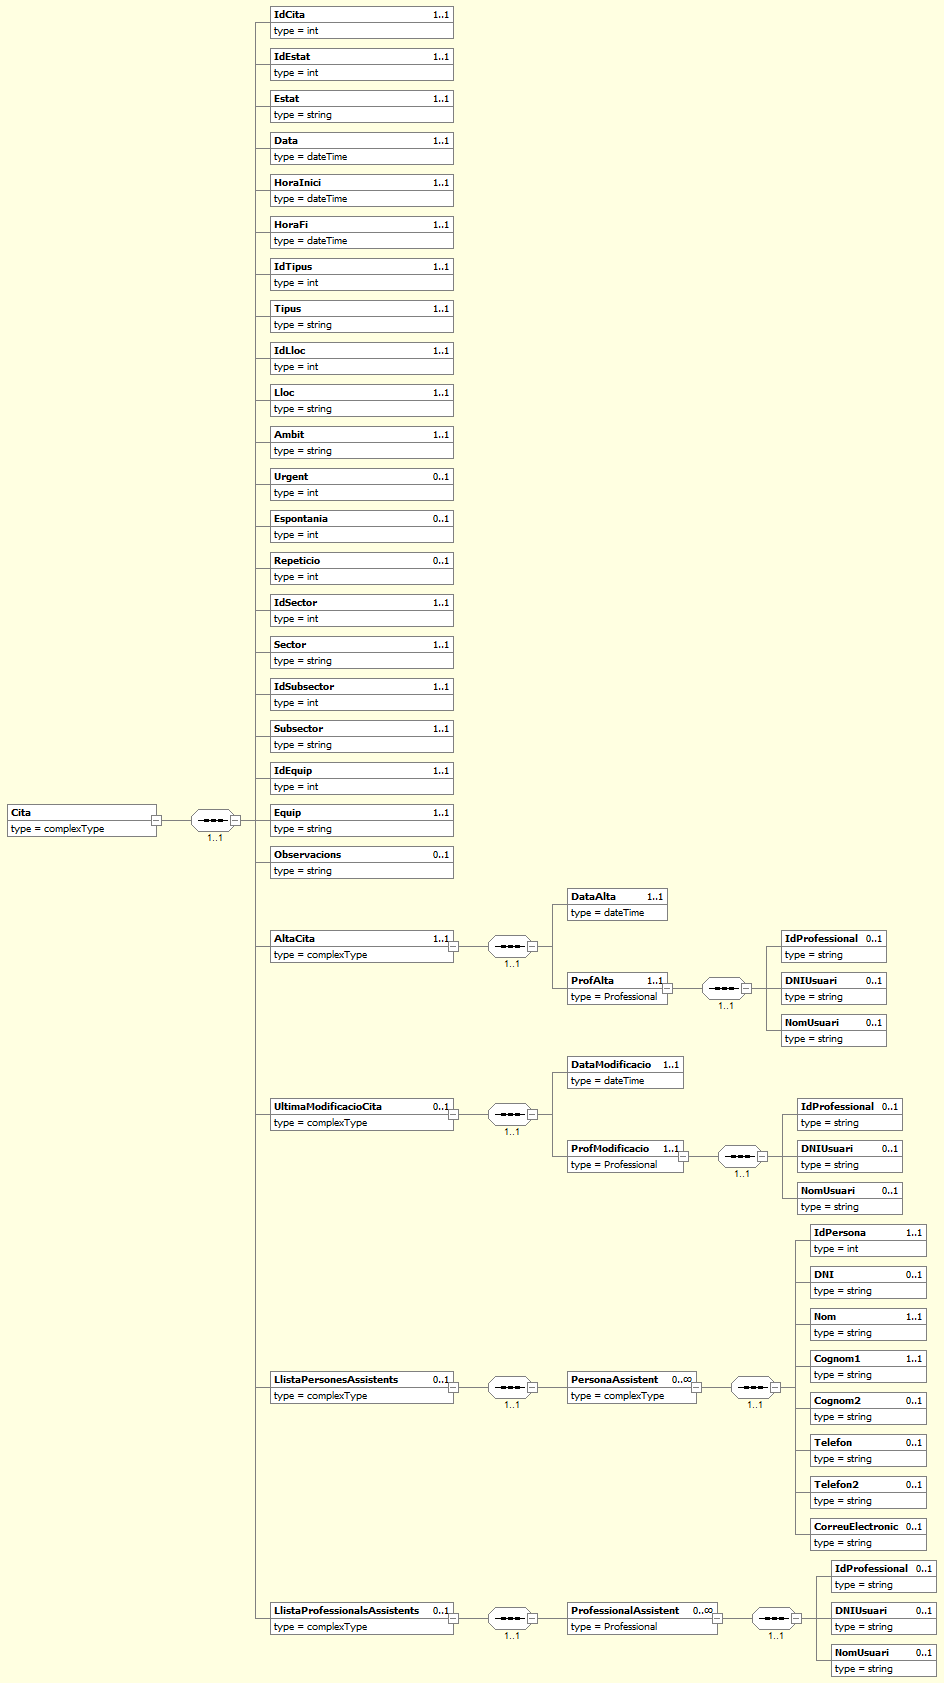 IdCita 1..1
type = int
IdEstat 1..1
type = int
Estat 1..1
type = string
Data 1..1
type = dateTime
HoraInici 1..1
type = dateTime
HoraFi 1..1
type = dateTime
IdTipus 1..1
type = int
Tipus 1..1
type = string
IdLloc 1..1
type = int
Lloc 1..1
type = string
Ambit 1..1
type = string
Urgent 0..1
type = int
Espontania 0..1
type = int
Repeticio 0..1
type = int
IdSector 1..1
type = int
Sector 1..1
type = string
IdSubsector 1..1
type = int
Subsector 1..1
type = string
IdEquip 1..1
type = int
Cita
type = complexType
1..1
Equip 1..1
type = string
Observacions 0..1
type = string
AltaCita 1..1
type = complexType
1..1
DataAlta 1..1
type = dateTime
ProfAlta 1..1
type = Professional
1..1
IdProfessional 0..1
type = string
DNIUsuari 0..1
type = string
NomUsuari 0..1
type = string
UltimaModificacioCita 0..1
type = complexType
1..1
DataModificacio 1..1
type = dateTime
ProfModificacio 1..1
type = Professional
1..1
IdProfessional 0..1
type = string
DNIUsuari 0..1
type = string
NomUsuari 0..1
type = string
LlistaPersonesAssistents 0..1
type = complexType
1..1
PersonaAssistent 0..∞
type = complexType
1..1
IdPersona 1..1
type = int
DNI 0..1
type = string
Nom 1..1
type = string
Cognom1 1..1
type = string
Cognom2 0..1
type = string
Telefon 0..1
type = string
Telefon2 0..1
type = string
CorreuElectronic 0..1
type = string
LlistaProfessionalsAssistents 0..1
type = complexType
1..1
ProfessionalAssistent 0..∞
type = Professional
1..1
IdProfessional 0..1
type = string
DNIUsuari 0..1
type = string
NomUsuari 0..1
type = string